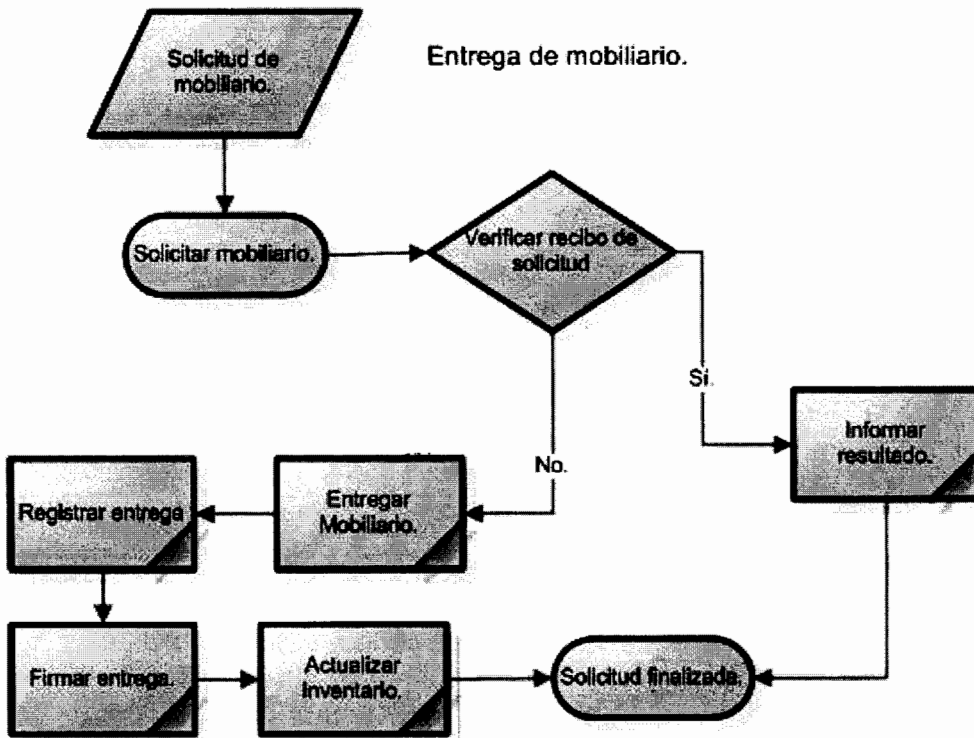 Solicitud de
mobiliario.
Entrega de mobiliario.
Solicitar mobiliario.
Verificar recibo de
solicitud
Si.
No.
Informar
resultado.
Entregar
Mobiliario.
Registrar entrega
Firmar entrega.
Actualizar
inventario.
Solicitud finalizada.